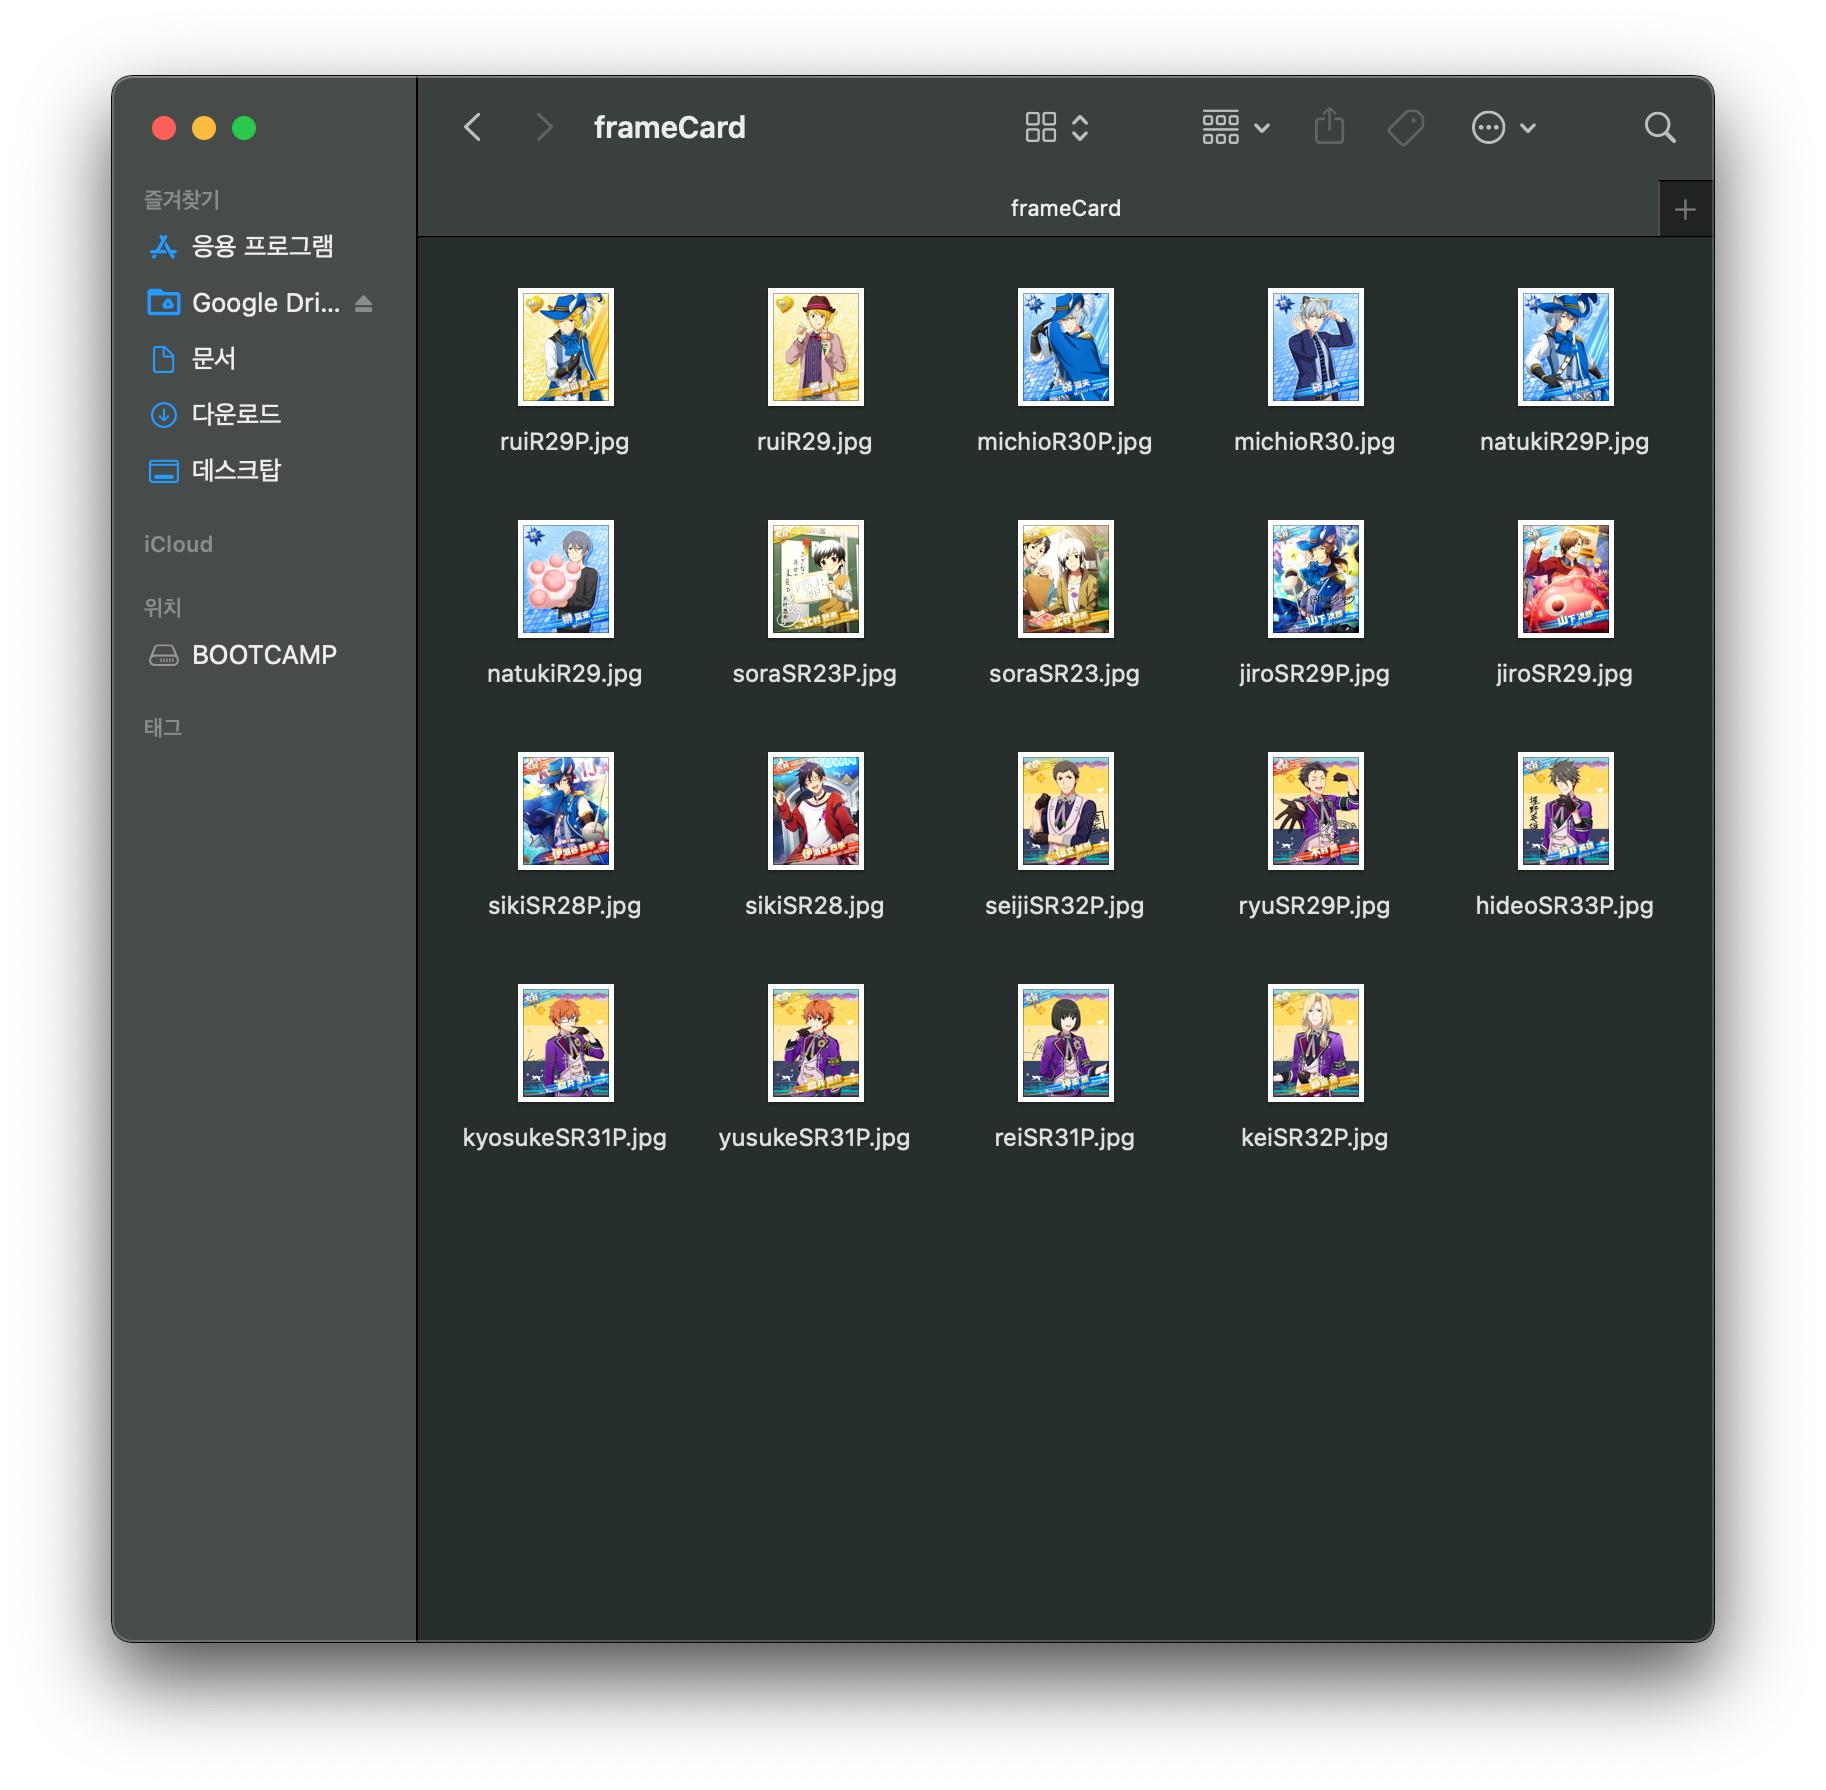 frameCard
frameCard
즐겨찾기
응용 프로그램
Google Dri...
문서
다운로드
데스크탑
iCloud
위치
BOOTCAMP
태그
ruiR29P.jpg
ruiR29.jpg
michioR30P.jpg
michioR30.jpg
natukiR29P.jpg
natukiR29.jpg
soraSR23P.jpg
soraSR23.jpg
jiroSR29P.jpg
jiroSR29.jpg
sikiSR28P.jpg
sikiSR28.jpg
seijiSR32P.jpg
ryuSR29P.jpg
hideoSR33P.jpg
kyosukeSR31P.jpg
yusukeSR31P.jpg
reiSR31P.jpg
keiSR32P.jpg